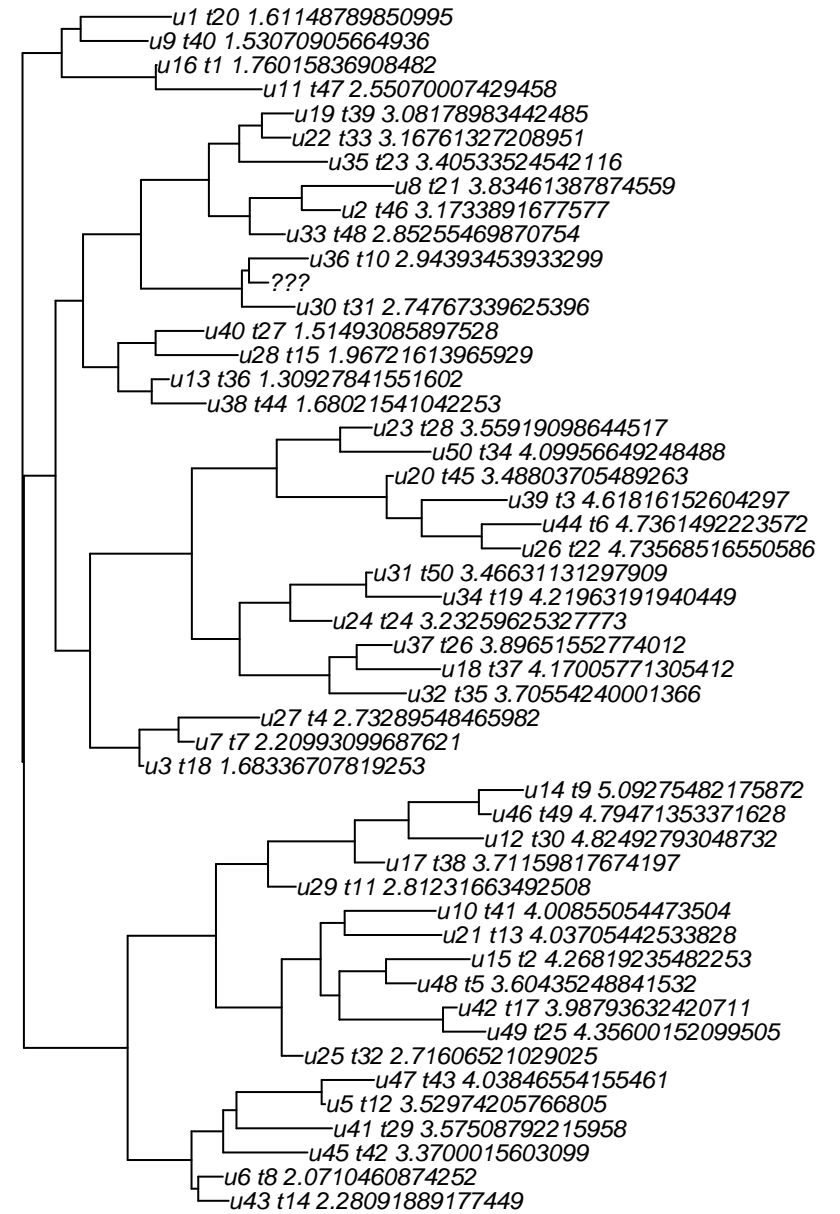 u1 t20 1.61148789850995
u9 t40 1.53070905664936
u16 t1 1.76015836908482
u11 t47 2.55070007429458
u19 t39 3.08178983442485
u22 t33 3.16761327208951
u35 t23 3.40533524542116
u8 t21 3.83461387874559
u2 t46 3.1733891677577
u33 t48 2.85255469870754
u36 t10 2.94393453933299
???
u30 t31 2.74767339625396
u40 t27 1.51493085897528
u28 t15 1.96721613965929
u13 t36 1.30927841551602
u38 t44 1.68021541042253
u23 t28 3.55919098644517
u50 t34 4.09956649248488
u20 t45 3.48803705489263
u39 t3 4.61816152604297
u44 t6 4.7361492223572
u26 t22 4.73568516550586
u31 t50 3.46631131297909
u34 t19 4.21963191940449
u24 t24 3.23259625327773
u37 t26 3.89651552774012
u18 t37 4.17005771305412
u32 t35 3.70554240001366
u27 t4 2.73289548465982
u7 t7 2.20993099687621
u3 t18 1.68336707819253
u14 t9 5.09275482175872
u46 t49 4.79471353371628
u12 t30 4.82492793048732
u17 t38 3.71159817674197
u29 t11 2.81231663492508
u10 t41 4.00855054473504
u21 t13 4.03705442533828
u15 t2 4.26819235482253
u48 t5 3.60435248841532
u42 t17 3.98793632420711
u49 t25 4.35600152099505
u25 t32 2.71606521029025
u47 t43 4.03846554155461
u5 t12 3.52974205766805
u41 t29 3.57508792215958
u45 t42 3.3700015603099
u6 t8 2.0710460874252
u43 t14 2.28091889177449